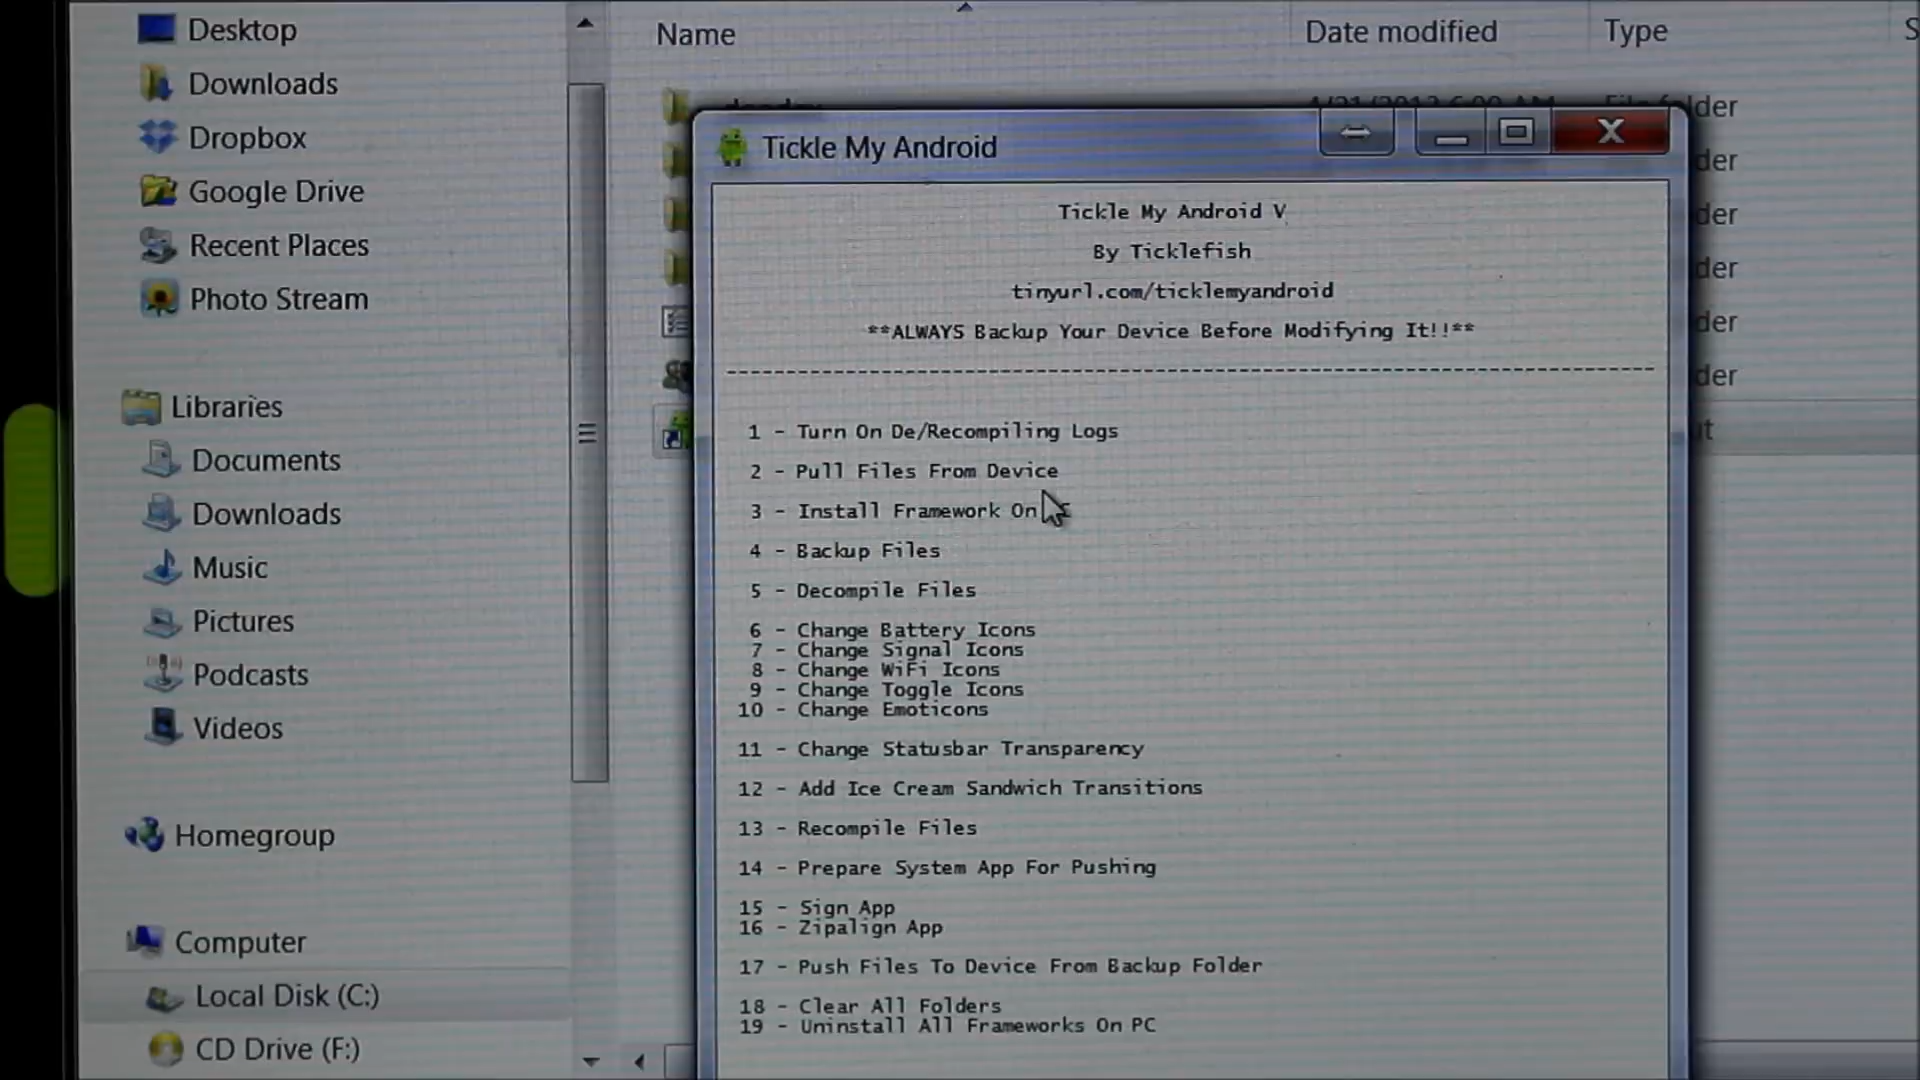 Desktop
Downloads
Dropbox
Google Drive
Recent Places
Photo Stream
Libraries
Documents
Downloads
Music
Pictures
Podcasts
Videos
Homegroup
Computer
Local Disk (C:)
CD Drive (F:)
Name Date modified Type S
der
der
der
der
der
Tickle My Android
Tickle My Android V
By Ticklefish
tinyurl.com/ticklemyandroid
**ALWAYS Backup Your Device Before Modifying It!!**
1 - Turn On De/Recompiling Logs
2 - Pull Files From Device
3 - Install Framework On
4 - Backup Files
5 - Decompile Files
6 - Change Battery Icons
7 - Change Signal Icons
8 - Change WiFi Icons
9 - Change Toggle Icons
10 - Change Emoticons
11 - Change Statusbar Transparency
12 - Add Ice Cream Sandwich Transitions
13 - Recompile Files
14 - Prepare System App For Pushing
15 - Sign App
16 - Zipalign App
17 - Push Files To Device From Backup Folder
18 - Clear All Folders
19 - Uninstall All Frameworks On PC